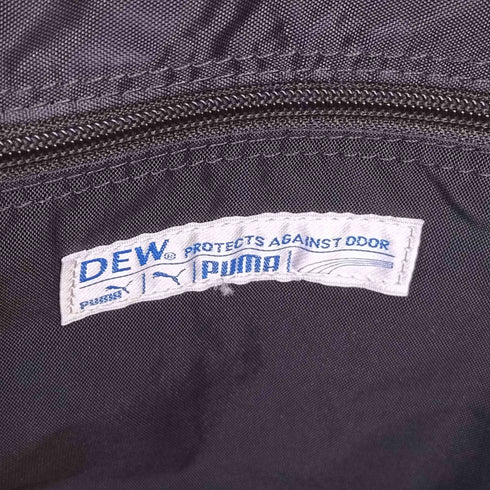 DEW® PROTECTS AGAINST ODOR
PUMA PUMA